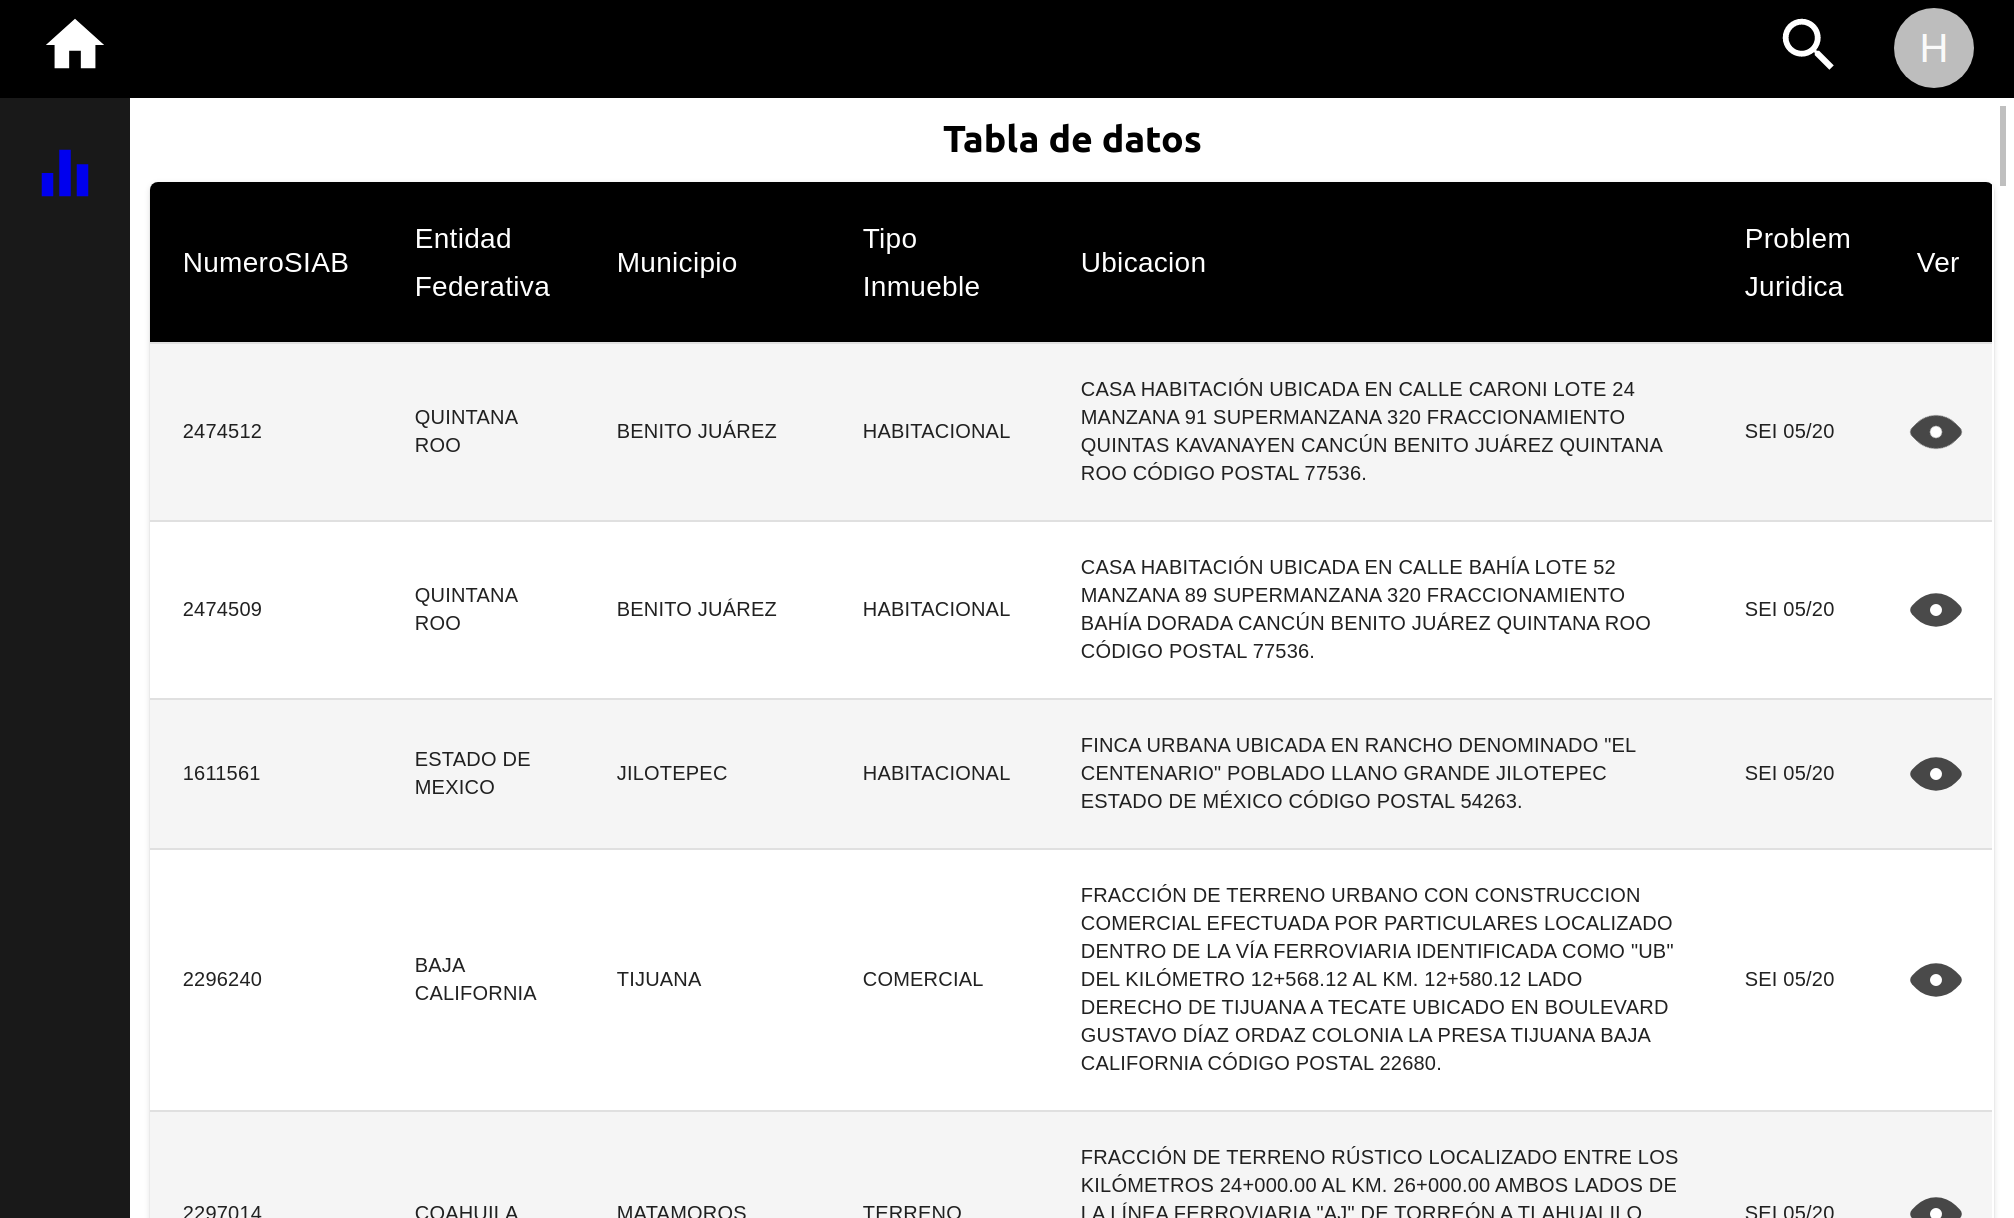 H
Tabla de datos
NumeroSIAB
Entidad
Federativa
Municipio
Tipo
Inmueble
Ubicacion
Problem
Juridica
Ver
2474512
QUINTANA
ROO
BENITO JUÁREZ
HABITACIONAL
CASA HABITACIÓN UBICADA EN CALLE CARONI LOTE 24
MANZANA 91 SUPERMANZANA 320 FRACCIONAMIENTO
QUINTAS KAVANAYEN CANCÚN BENITO JUÁREZ QUINTANA
ROO CÓDIGO POSTAL 77536.
SEI 05/20
2474509
QUINTANA
ROO
BENITO JUÁREZ
HABITACIONAL
CASA HABITACIÓN UBICADA EN CALLE BAHÍA LOTE 52
MANZANA 89 SUPERMANZANA 320 FRACCIONAMIENTO
BAHÍA DORADA CANCÚN BENITO JUÁREZ QUINTANA ROO
CÓDIGO POSTAL 77536.
SEI 05/20
1611561
ESTADO DE
MEXICO
JILOTEPEC
HABITACIONAL
FINCA URBANA UBICADA EN RANCHO DENOMINADO "EL
CENTENARIO" POBLADO LLANO GRANDE JILOTEPEC
ESTADO DE MÉXICO CÓDIGO POSTAL 54263.
SEI 05/20
2296240
BAJA
CALIFORNIA
TIJUANA
COMERCIAL
FRACCIÓN DE TERRENO URBANO CON CONSTRUCCION
COMERCIAL EFECTUADA POR PARTICULARES LOCALIZADO
DENTRO DE LA VÍA FERROVIARIA IDENTIFICADA COMO "UB"
DEL KILÓMETRO 12+568.12 AL KM. 12+580.12 LADO
DERECHO DE TIJUANA A TECATE UBICADO EN BOULEVARD
GUSTAVO DÍAZ ORDAZ COLONIA LA PRESA TIJUANA BAJA
CALIFORNIA CÓDIGO POSTAL 22680.
SEI 05/20
2297014
COAHUILA
MATAMOROS
TERRENO
FRACCIÓN DE TERRENO RÚSTICO LOCALIZADO ENTRE LOS
KILÓMETROS 24+000.00 AL KM. 26+000.00 AMBOS LADOS DE
LA LÍNEA FERROVIARIA "AJ" DE TORREÓN A TLAHUALILO
SEI 05/20